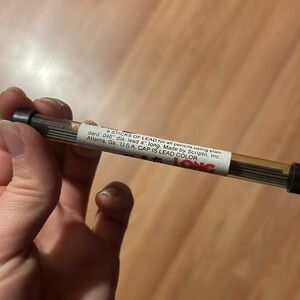 e STICKS OF LEAD for all pencils using stan-
dard .046" dia. lead 4" long. Made by Scripto, Inc.
Atlanta, Ga., U.S.A. CAP IS LEAD COLOR.
LONG